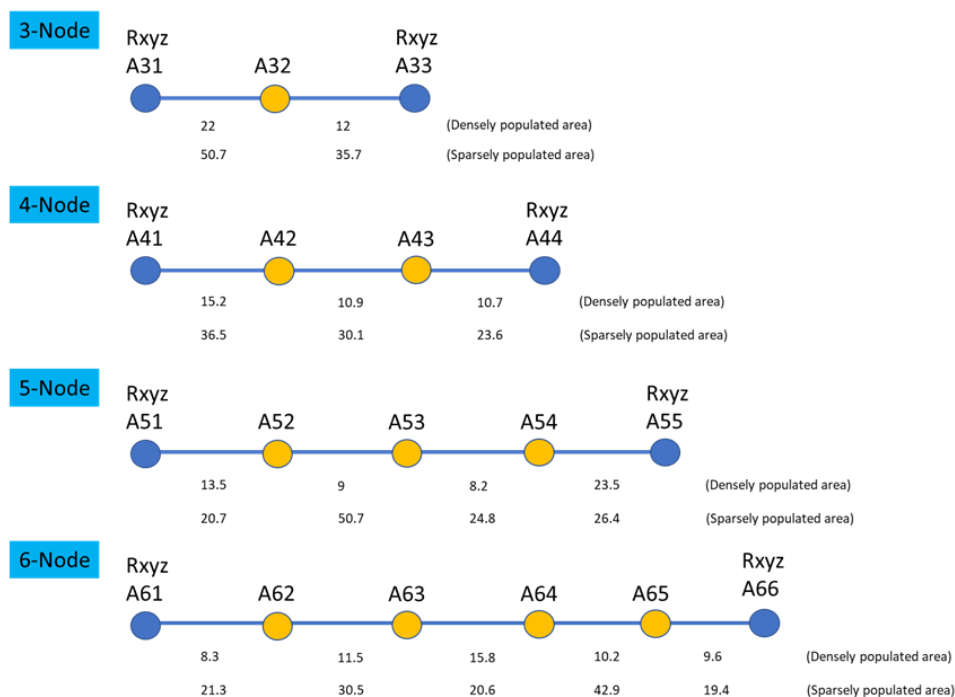 3-Node
Rxyz Rxyz
A31 A32 A33
22 12 (Densely populated area)
50.7 35.7 (Sparsely populated area)
4-Node
Rxyz Rxyz
A41 A42 A43 A44
15.2 10.9 10.7 (Densely populated area)
36.5 30.1 23.6 (Sparsely populated area)
5-Node
Rxyz Rxyz
A51 A52 A53 A54 A55
13.5 9 8.2 23.5 (Densely populated area)
20.7 50.7 24.8 26.4 (Sparsely populated area)
6-Node
Rxyz Rxyz
A61 A62 A63 A64 A65 A66
8.3 11.5 15.8 10.2 9.6 (Densely populated area)
21.3 30.5 20.6 42.9 19.4 (Sparsely populated area)